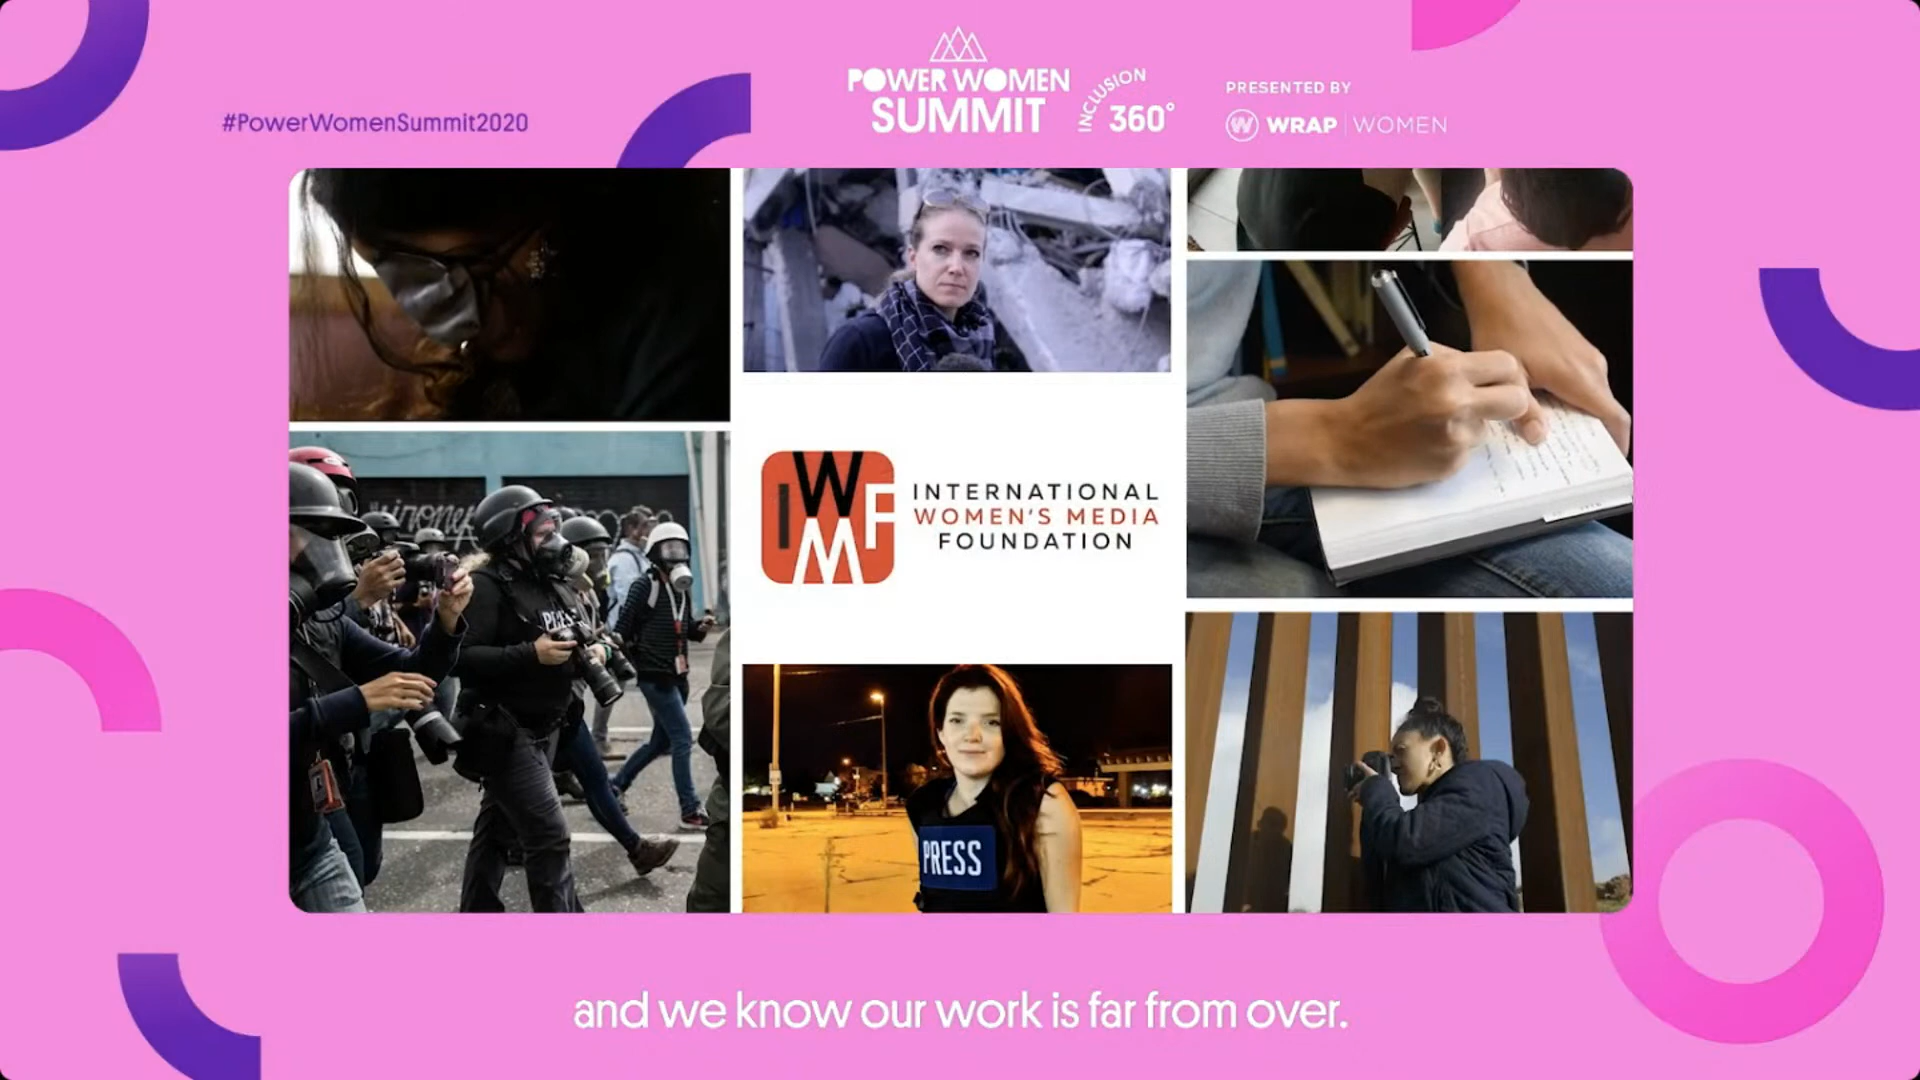 #PowerWomenSummit2020
POWER WOMEN
SUMMIT
INCLUSION
360°
PRESENTED BY
W WRAP | WOMEN
IWMF
INTERNATIONAL
WOMEN'S MEDIA
FOUNDATION
PRESS
PRESS
and we know our work is far from over.